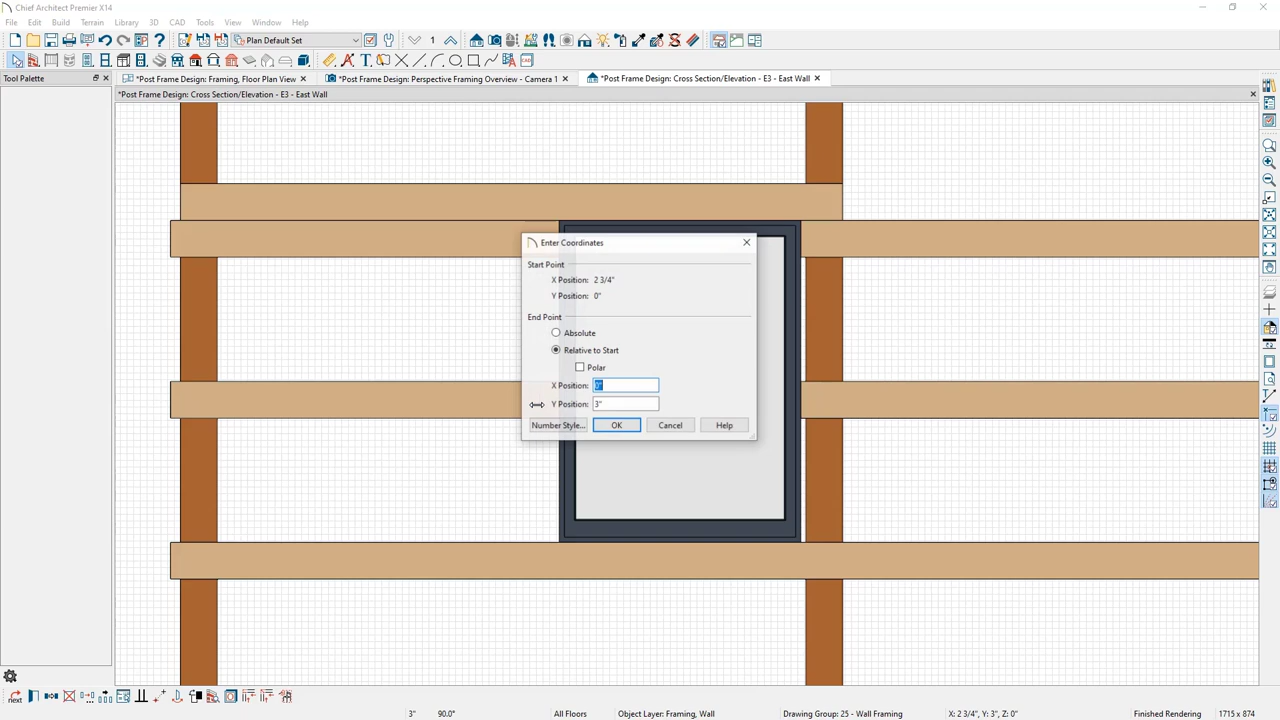 Chief Architect Premier X14
File Edit Build Terrain Library 3D CAD Tools View Window Help
Plan Default Set 1
Tool Palette
*Post Frame Design: Framing, Floor Plan View
*Post Frame Design: Perspective Framing Overview - Camera 1
*Post Frame Design: Cross Section/Elevation - E3 - East Wall
*Post Frame Design: Cross Section/Elevation - E3 - East Wall
Enter Coordinates
Start Point
X Position: 2 3/4"
Y Position: 0"
End Point
Absolute
Relative to Start
Polar
X Position: 0"
Y Position: 3"
Number Style... OK Cancel Help
next
3" 90.0° All Floors Object Layer: Framing, Wall Drawing Group: 25 - Wall Framing X: 2 3/4", Y: 3", Z: 0" Finished Rendering 1715 x 874